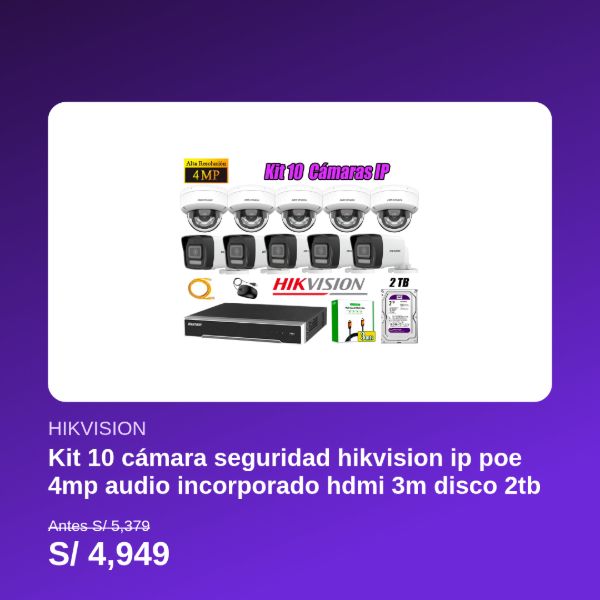 Alta Resolución
4MP
Kit 10 Cámaras IP
HIKVISION
2 TB
HIKVISION
Kit 10 cámara seguridad hikvision ip poe
4mp audio incorporado hdmi 3m disco 2tb
Antes S/ 5,379
S/ 4,949